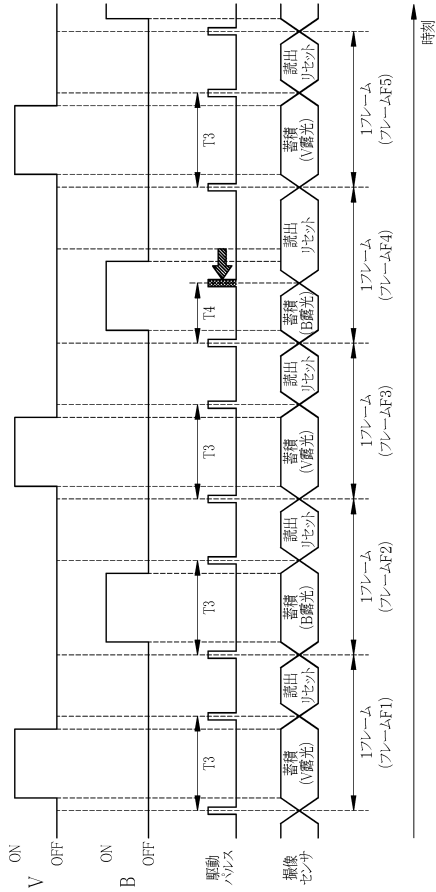 V
ON
OFF
B
ON
OFF
駆動
パルス
T3
T3
T3
T4
T3
撮像
センサ
蓄積
(V露光)
読出
リセット
蓄積
(B露光)
読出
リセット
蓄積
(V露光)
読出
リセット
蓄積
(B露光)
読出
リセット
蓄積
(V露光)
読出
リセット
1フレーム
(フレームF1)
1フレーム
(フレームF2)
1フレーム
(フレームF3)
1フレーム
(フレームF4)
1フレーム
(フレームF5)
時刻